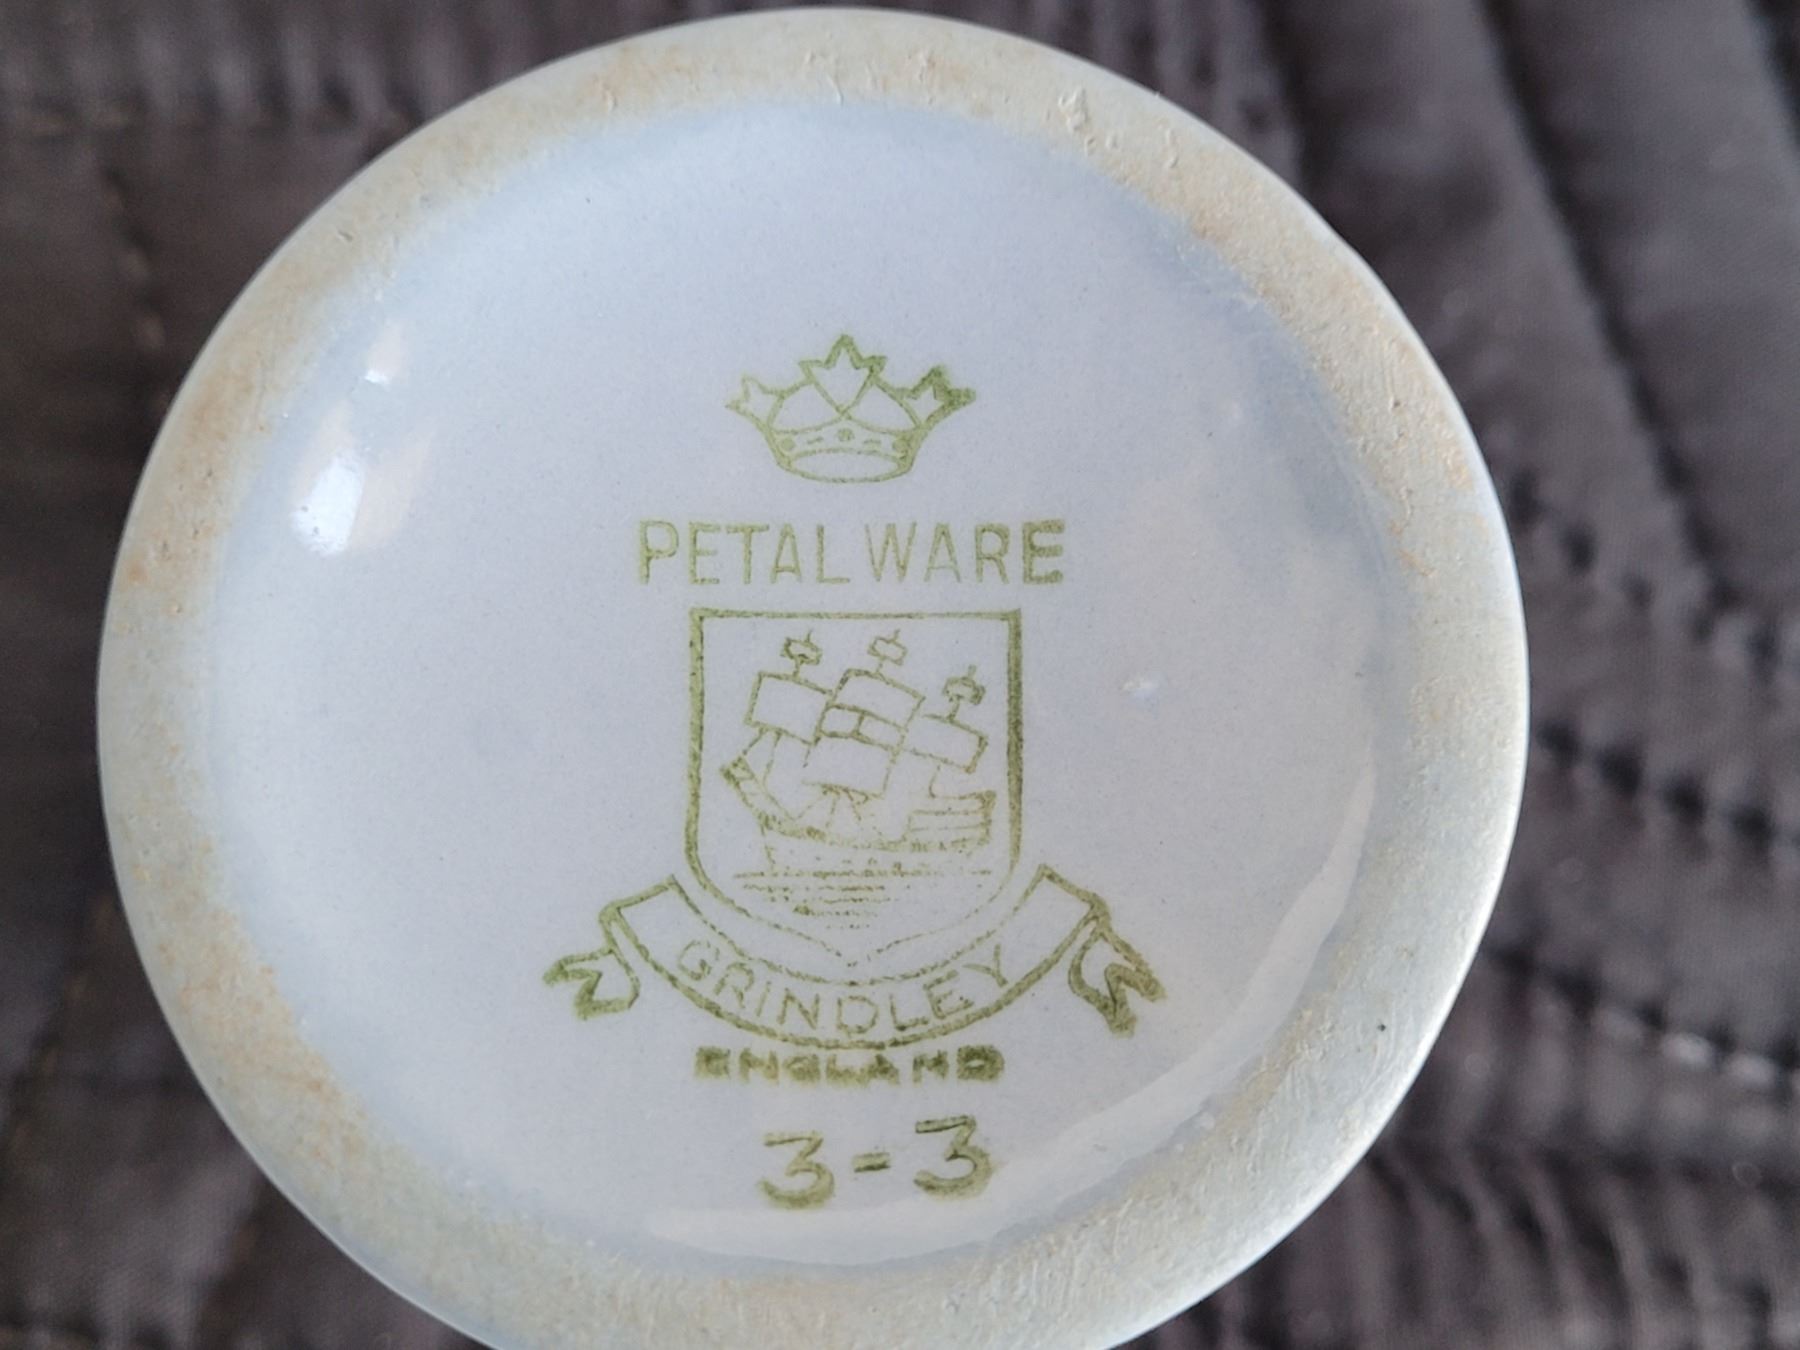 PETAL WARE
GRINDLEY
ENGLAND
3-3